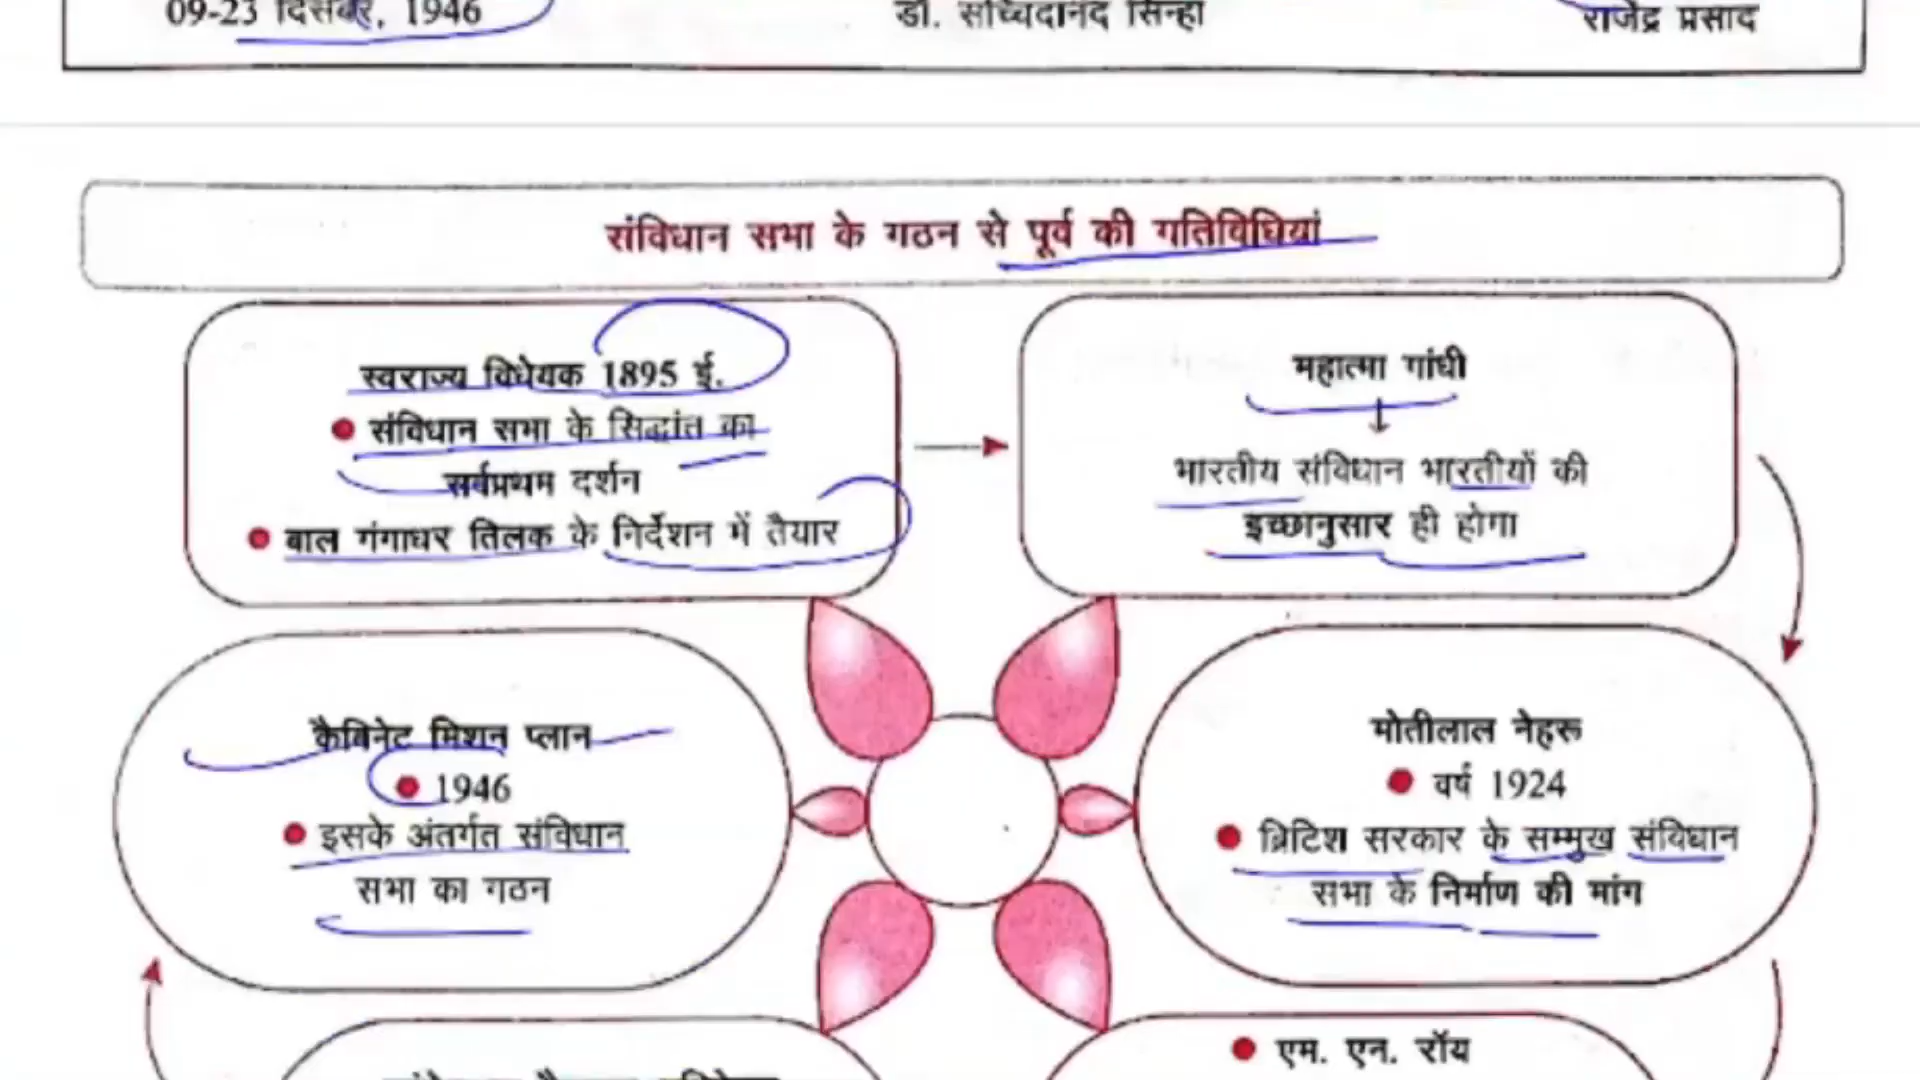 09-23 दिसंबर, 1946
डॉ. सच्चिदानंद सिन्हा
राजेंद्र प्रसाद
संविधान सभा के गठन से पूर्व की गतिविधियां
स्वराज्य विधेयक 1895 ई.
संविधान सभा के सिद्धांत का
सर्वप्रथम दर्शन
बाल गंगाधर तिलक के निर्देशन में तैयार
महात्मा गांधी
भारतीय संविधान भारतीयों की
इच्छानुसार ही होगा
मोतीलाल नेहरू
वर्ष 1924
ब्रिटिश सरकार के सम्मुख संविधान
सभा के निर्माण की मांग
कैबिनेट मिशन प्लान
1946
इसके अंतर्गत संविधान
सभा का गठन
एम. एन. रॉय